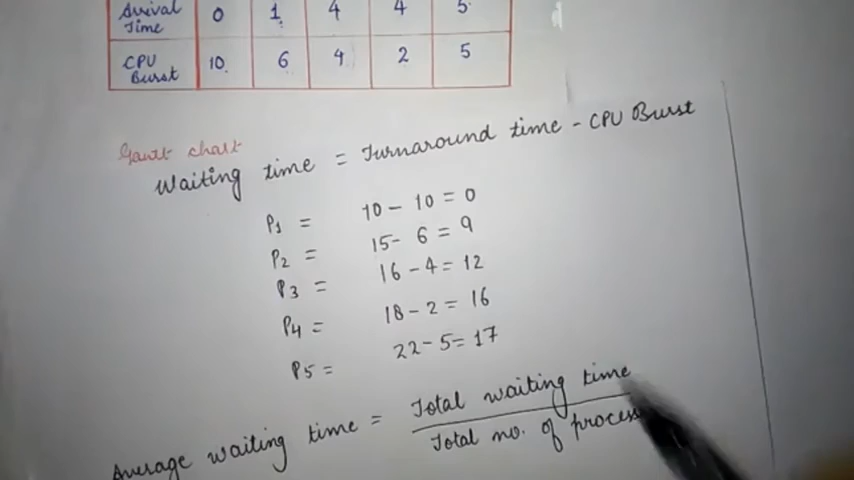 Arrival Time 0 1 4 4 5
CPU Burst 10 6 4 2 5
Gantt chart
Waiting time = Turnaround time - CPU Burst
P1 = 10 - 10 = 0
P2 = 15 - 6 = 9
P3 = 16 - 4 = 12
P4 = 18 - 2 = 16
P5 = 22 - 5 = 17
Average waiting time = Total waiting time
Total no. of process